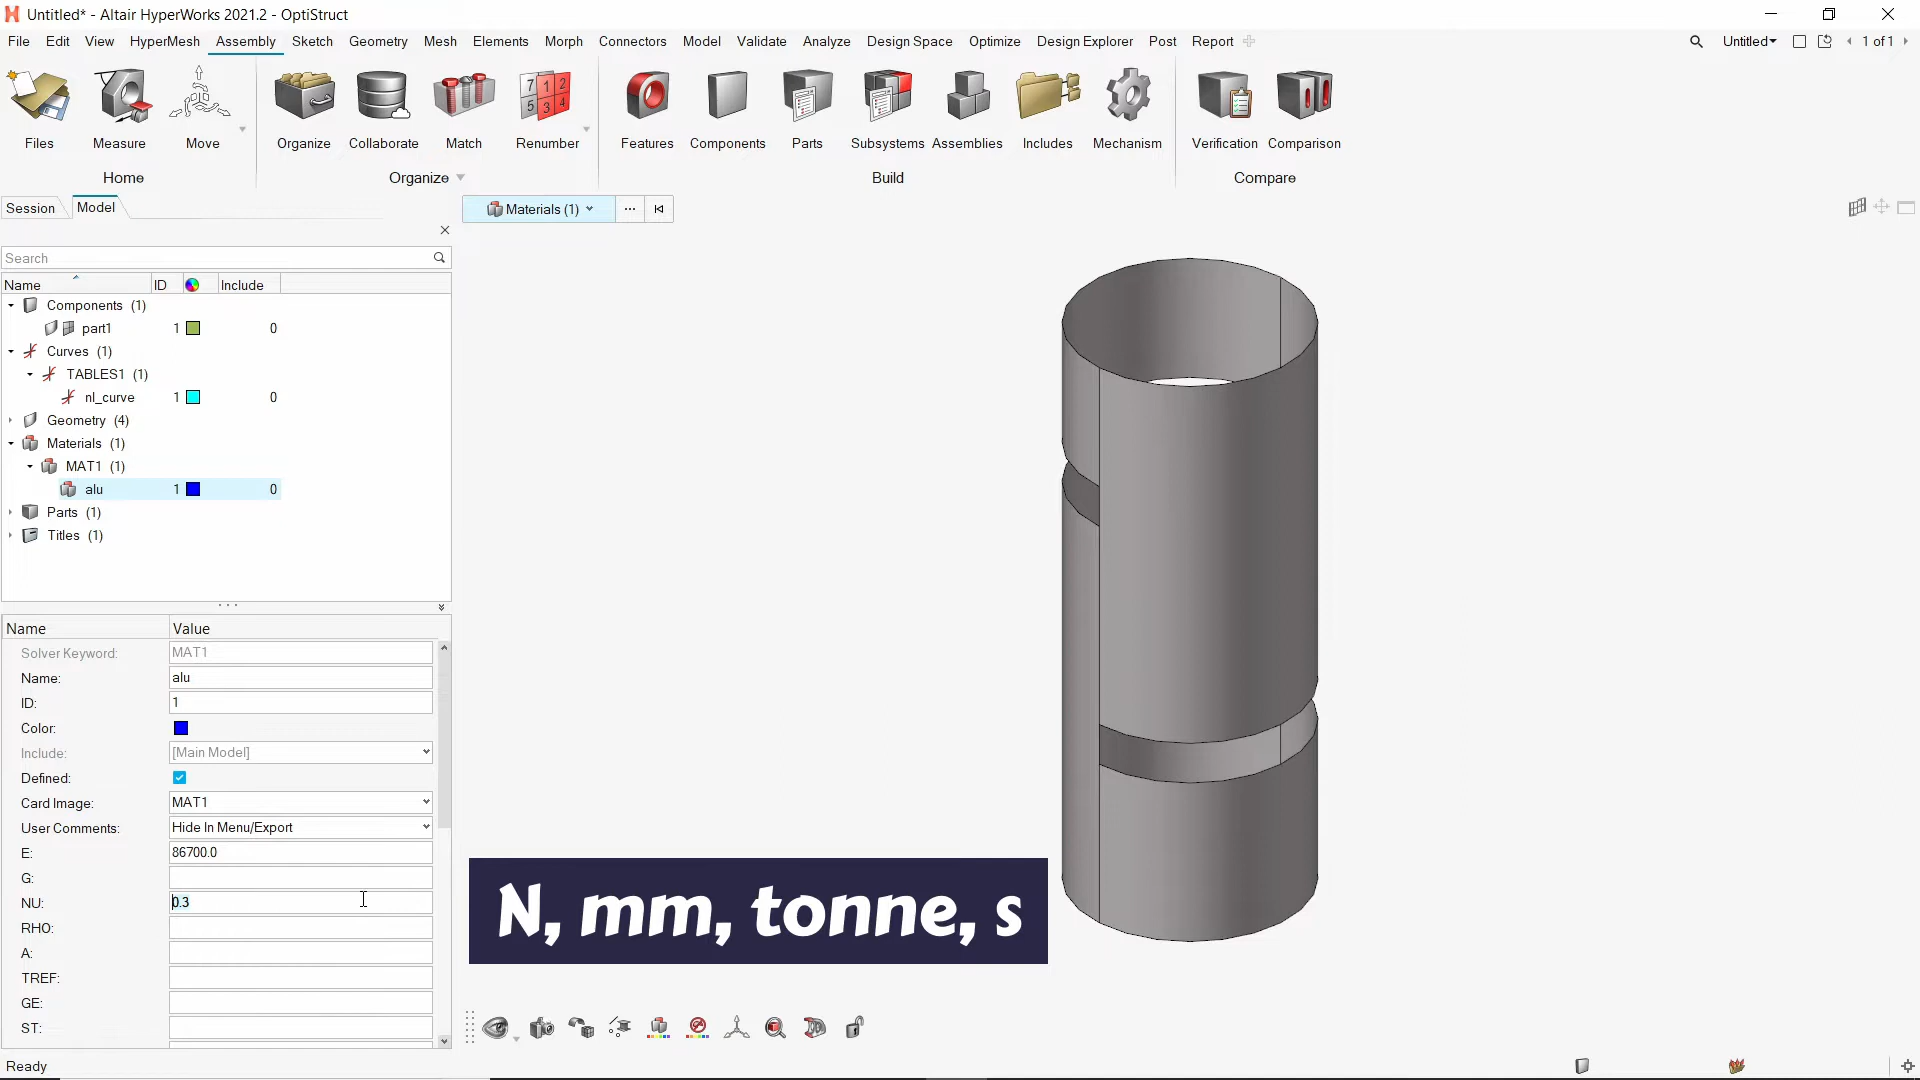 Untitled* - Altair HyperWorks 2021.2 - OptiStruct
File Edit View HyperMesh Assembly Sketch Geometry Mesh Elements Morph Connectors Model Validate Analyze Design Space Optimize Design Explorer Post Report Untitled 1 of 1
7 1 2 5 3 4
Files Measure Move Organize Collaborate Match Renumber Features Components Parts Subsystems Assemblies Includes Mechanism Verification Comparison
Home Organize Build Compare
Session Model Materials (1)
Search
Name ID Include
Components (1)
part1 1 0
Curves (1)
TABLES1 (1)
nl_curve 1 0
Geometry (4)
Materials (1)
MAT1 (1)
alu 1 0
Parts (1)
Titles (1)
Name Value
Solver Keyword: MAT1
Name: alu
ID: 1
Color:
Include: [Main Model]
Defined:
Card Image: MAT1
User Comments: Hide In Menu/Export
E: 86700.0
G:
NU: 0.3
RHO:
A:
TREF:
GE:
ST:
N, mm, tonne, s
Ready